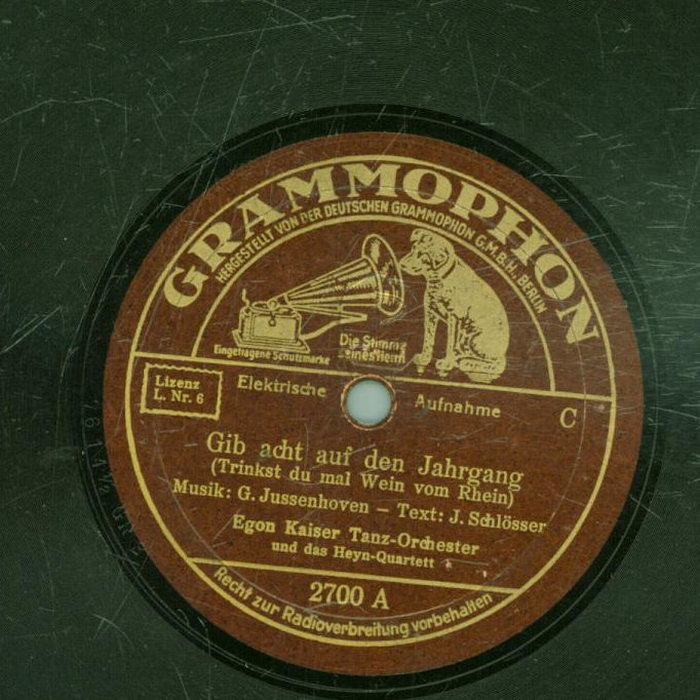 GRAMMOPHON
HERGESTELLT VON DER DEUTSCHEN GRAMMOPHON G.M.B.H. BERLIN
Die Stimme
seines Herrn
Eingetragene Schutzmarke
Lizenz
L. Nr. 6
Elektrische Aufnahme
C
Gib acht auf den Jahrgang
(Trinkst du mal Wein vom Rhein)
Musik: G. Jussenhoven – Text: J. Schlösser
Egon Kaiser Tanz-Orchester
und das Heyn-Quartett
2700 A
Recht zur Radioverbreitung vorbehalten